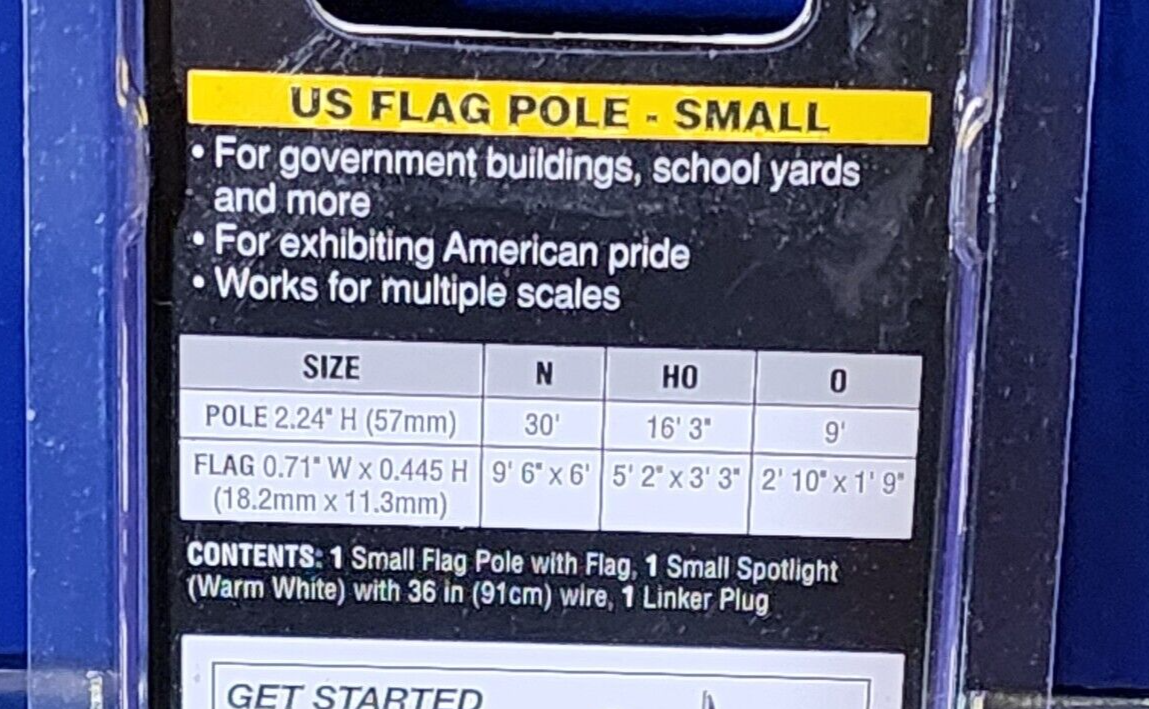 US FLAG POLE - SMALL
• For government buildings, school yards
and more
• For exhibiting American pride
• Works for multiple scales
SIZE N HO O
POLE 2.24" H (57mm) 30' 16' 3" 9'
FLAG 0.71" W x 0.445 H 9' 6" x 6' 5' 2" x 3' 3" 2' 10" x 1' 9"
(18.2mm x 11.3mm)
CONTENTS: 1 Small Flag Pole with Flag, 1 Small Spotlight
(Warm White) with 36 in (91cm) wire, 1 Linker Plug
GET STARTED